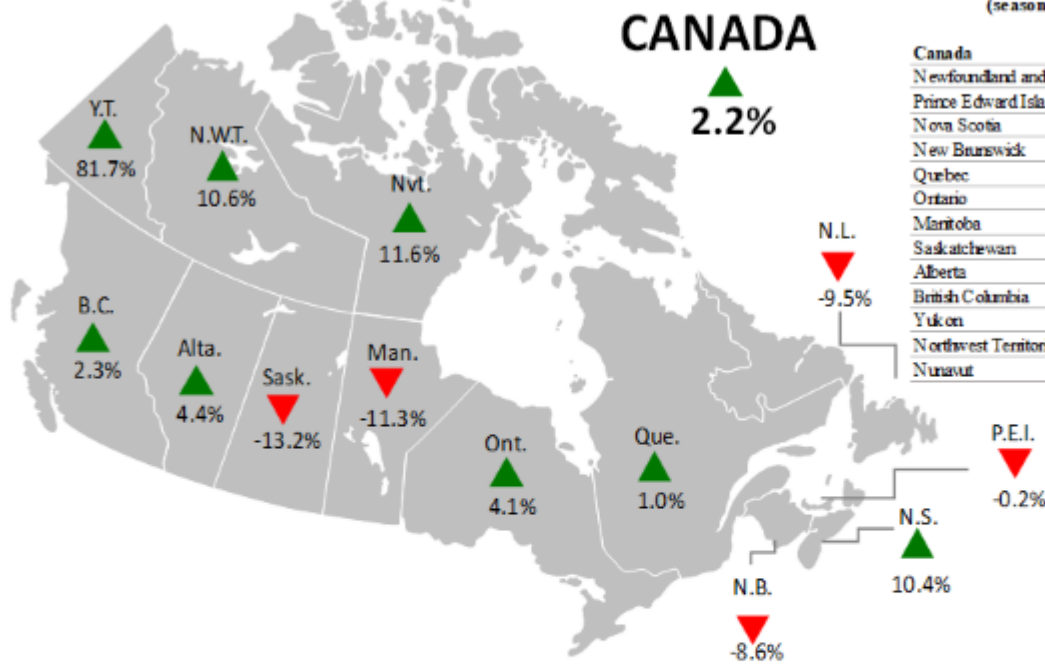 (season
CANADA
2.2%
Canada
Newfoundland and
Prince Edward Isla
Nova Scotia
New Brunswick
Quebec
Ontario
Manitoba
Saskatchewan
Alberta
British Columbia
Yukon
Northwest Territor
Nunavut
Y.T.
81.7%
N.W.T.
10.6%
Nvt.
11.6%
N.L.
-9.5%
B.C.
2.3%
Alta.
4.4%
Sask.
-13.2%
Man.
-11.3%
Ont.
4.1%
Que.
1.0%
P.E.I.
-0.2%
N.S.
10.4%
N.B.
-8.6%